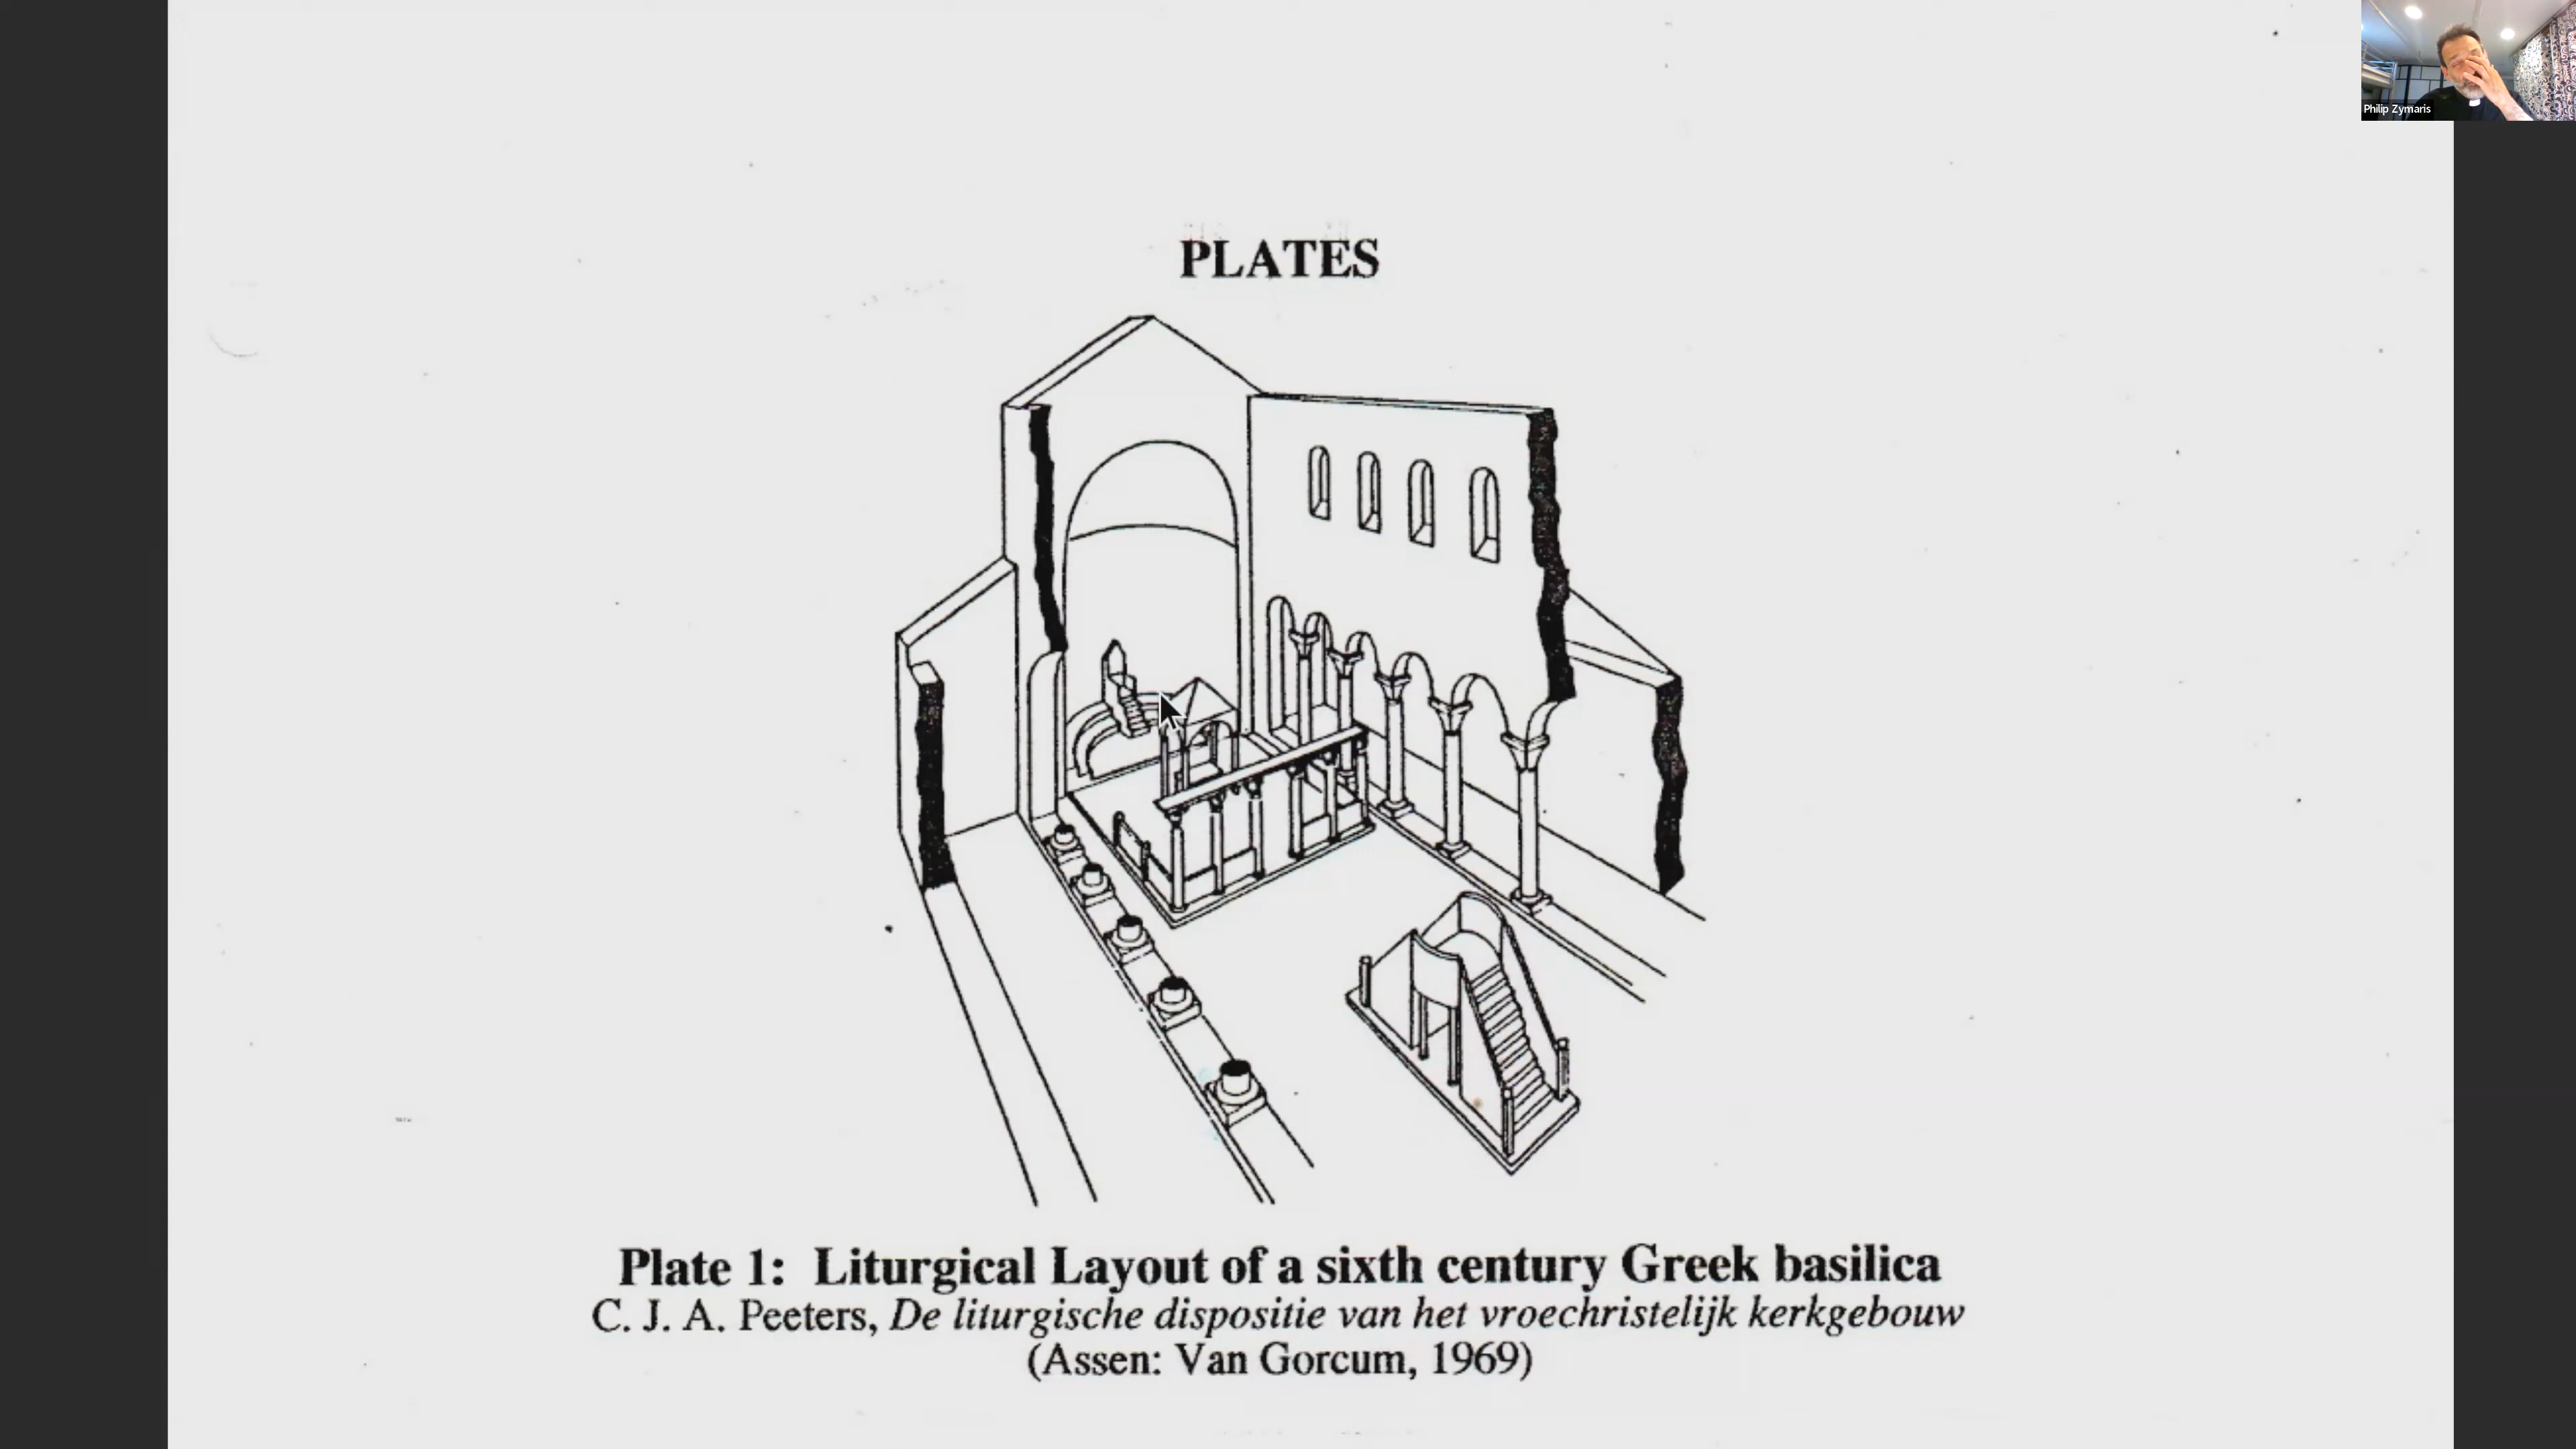 Philip Zymaris
PLATES
Plate 1: Liturgical Layout of a sixth century Greek basilica
C. J. A. Peeters, De liturgische dispositie van het vroechristelijk kerkgebouw
(Assen: Van Gorcum, 1969)